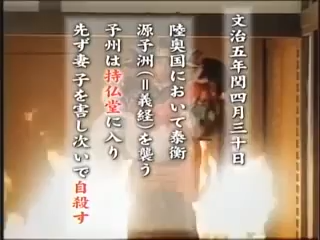 文治五年閏四月三十日
陸奥国において泰衡
源予洲(=義経)を襲う
予州は持仏堂に入り
先ず妻 子を害し次いで自殺す